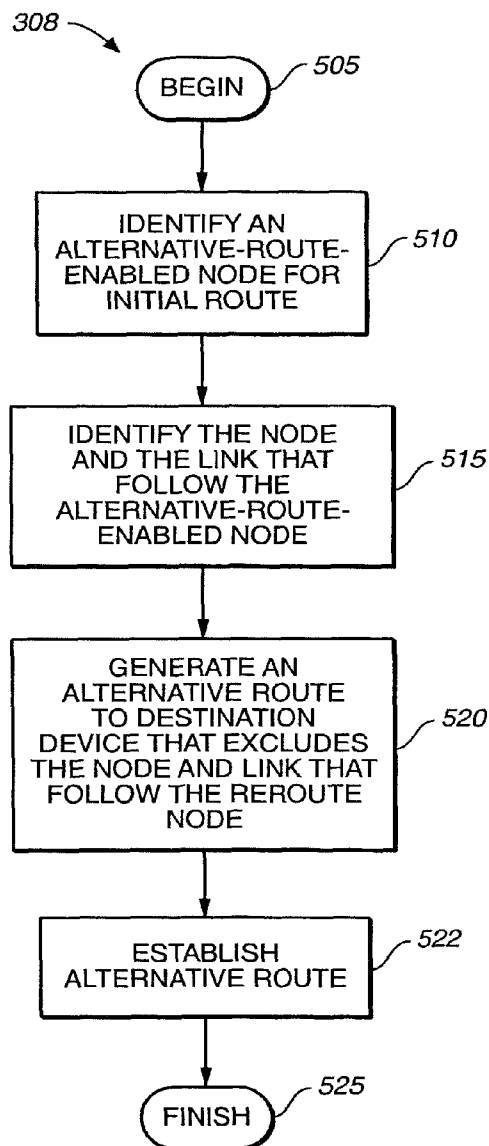 308
BEGIN
505
IDENTIFY AN
ALTERNATIVE-ROUTE-
ENABLED NODE FOR
INITIAL ROUTE
510
IDENTIFY THE NODE
AND THE LINK THAT
FOLLOW THE
ALTERNATIVE-ROUTE-
ENABLED NODE
515
GENERATE AN
ALTERNATIVE ROUTE
TO DESTINATION
DEVICE THAT EXCLUDES
THE NODE AND LINK THAT
FOLLOW THE REROUTE
NODE
520
ESTABLISH
ALTERNATIVE ROUTE
522
FINISH
525